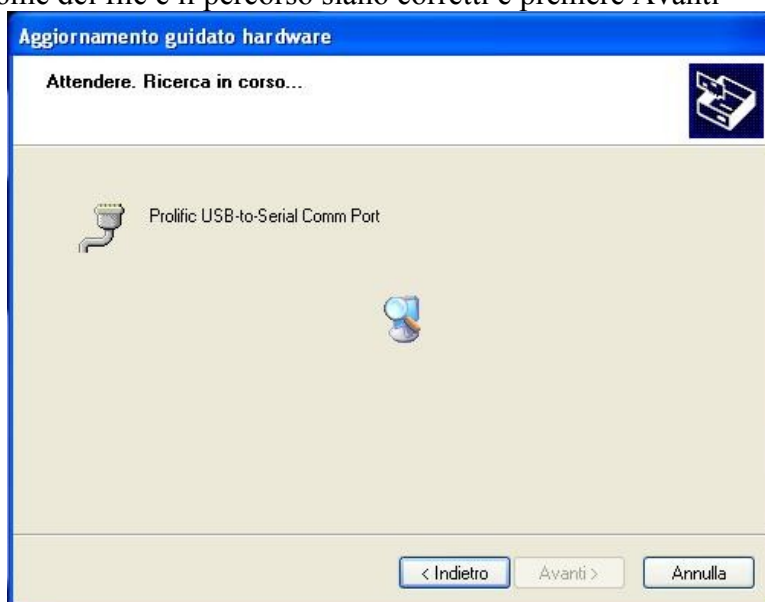 ome del file e il percorso siano corretti e premere Avanti
Aggiornamento guidato hardware
Attendere. Ricerca in corso...
Prolific USB-to-Serial Comm Port
< Indietro
Avanti >
Annulla